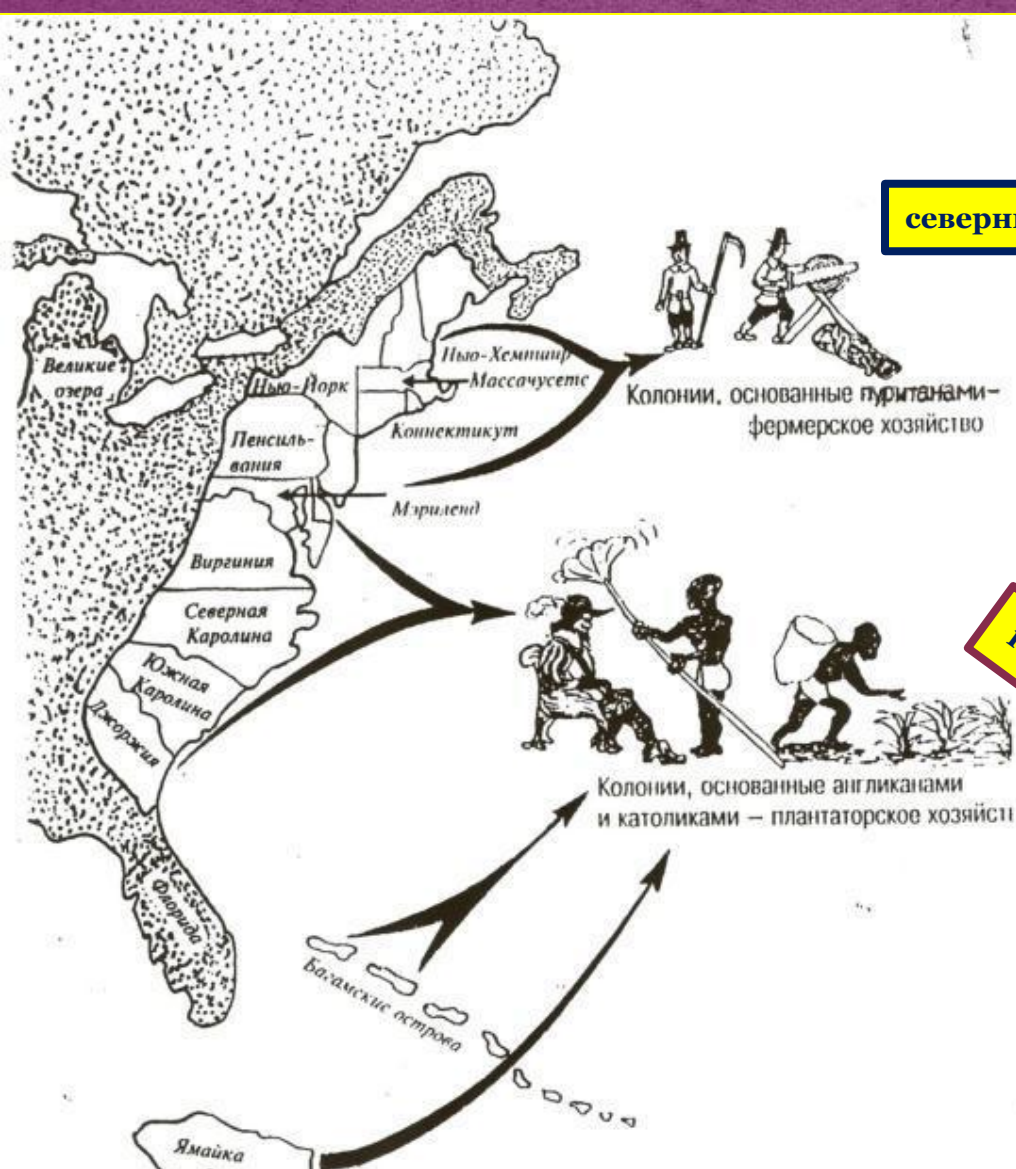 северн
Великие
озера
Нью-Йорк
Нью-Хемпшир
Массачусетс
Коннектикут
Колонии, основанные пуританами–
фермерское хозяйство
Пенсиль-
вания
Мэриленд
Виргиния
Северная
Каролина
Южная
Каролина
Джорджия
Колонии, основанные англиканами
и католиками – плантаторское хозяйст
Флорида
Багамские острова
Ямайка